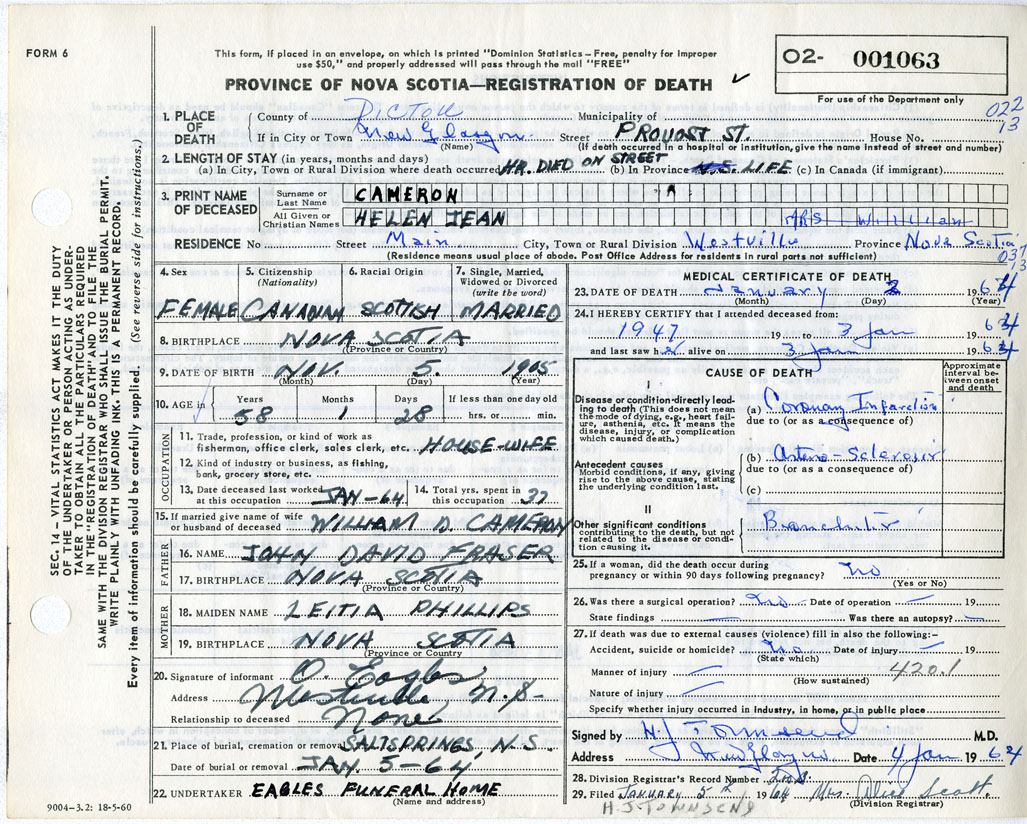 FORM 6
This form, if placed in an envelope, on which is printed "Dominion Statistics—Free, penalty for improper
use $50," and properly addressed will pass through the mail "FREE"
PROVINCE OF NOVA SCOTIA—REGISTRATION OF DEATH ✓
O2- 001063
For use of the Department only
022
13
1. PLACE OF DEATH County of PICTOU Municipality of
If in City or Town New Glasgow (Name) Street PROVOST ST. House No.
(If death occurred in a hospital or institution, give the name instead of street and number)
2. LENGTH OF STAY (in years, months and days)
(a) In City, Town or Rural Division where death occurred HR. DIED ON STREET (b) In Province N.S. LIFE (c) In Canada (if immigrant)
3. PRINT NAME OF DECEASED Surname or Last Name CAMERON
All Given or Christian Names HELEN JEAN MRS William
RESIDENCE No Street Main City, Town or Rural Division Westville Province Nova Scotia
(Residence means usual place of abode. Post Office Address for residents in rural parts not sufficient)
037
13
SEC. 14 – VITAL STATISTICS ACT MAKES IT THE DUTY
OF THE UNDERTAKER OR PERSON ACTING AS UNDER-
TAKER TO OBTAIN ALL THE PARTICULARS REQUIRED
IN THE "REGISTRATION OF DEATH" AND TO FILE THE
SAME WITH THE DIVISION REGISTRAR WHO SHALL ISSUE THE BURIAL PERMIT.
WRITE PLAINLY WITH UNFADING INK. THIS IS A PERMANENT RECORD.
Every item of information should be carefully supplied. (See reverse side for instructions.)
4. Sex FEMALE
5. Citizenship (Nationality) CANADIAN
6. Racial Origin SCOTTISH
7. Single, Married, Widowed or Divorced (write the word) MARRIED
8. BIRTHPLACE NOVA SCOTIA
(Province or Country)
9. DATE OF BIRTH NOV. 5. 1905
(Month) (Day) (Year)
10. AGE in Years Months Days If less than one day old
58 1 28 hrs. or min.
OCCUPATION
11. Trade, profession, or kind of work as
fisherman, office clerk, sales clerk, etc. HOUSE-WIFE
12. Kind of industry or business, as fishing,
bank, grocery store, etc.
13. Date deceased last worked at this occupation JAN-64 14. Total yrs. spent in this occupation 37
15. If married give name of wife
or husband of deceased WILLIAM D. CAMERON
FATHER
16. NAME JOHN DAVID FRASER
17. BIRTHPLACE NOVA SCOTIA
(Province or Country)
MOTHER
18. MAIDEN NAME LETIA PHILLIPS
19. BIRTHPLACE NOVA SCOTIA
(Province or Country
20. Signature of informant O. Eagles
Address Westville N.S.
Relationship to deceased None
21. Place of burial, cremation or removal SALTSPRINGS, N.S.
Date of burial or removal JAN. 5-64
22. UNDERTAKER EAGLES FUNERAL HOME
(Name and address)
9004—3.2: 18-5-60
MEDICAL CERTIFICATE OF DEATH
23. DATE OF DEATH January 19 64
(Month) (Day) (Year)
24. I HEREBY CERTIFY that I attended deceased from:
1947 19 to 3 Jan 19 64
and last saw her alive on 3 Jan 19 64
CAUSE OF DEATH
Approximate interval between onset and death
I
Disease or condition directly lead-
ing to death (This does not mean
the mode of dying, e.g., heart fail-
ure, asthenia, etc. It means the
disease, injury, or complication
which caused death.)
(a) Coronary Infarction
due to (or as a consequence of)
Antecedent causes
Morbid conditions, if any, giving
rise to the above cause, stating
the underlying condition last.
(b) Arterio-Sclerosis
due to (or as a consequence of)
(c)
II
Other significant conditions
contributing to the death, but not
related to the disease or condi-
tion causing it.
25. If a woman, did the death occur during
pregnancy or within 90 days following pregnancy? No
(Yes or No)
26. Was there a surgical operation? No Date of operation — 19
State findings — Was there an autopsy? —
27. If death was due to external causes (violence) fill in also the following:—
Accident, suicide or homicide? No Date of injury — 19
(State which)
Manner of injury — 420.1
(How sustained)
Nature of injury —
Specify whether injury occurred in industry, in home, or in public place
Signed by H.J. Townsend M.D.
Address New Glasgow Date 4 Jan 19 64
28. Division Registrar's Record Number
29. Filed January 5th 1964 Mrs. Alice Scott.
(Division Registrar)
H.J. TOWNSEND